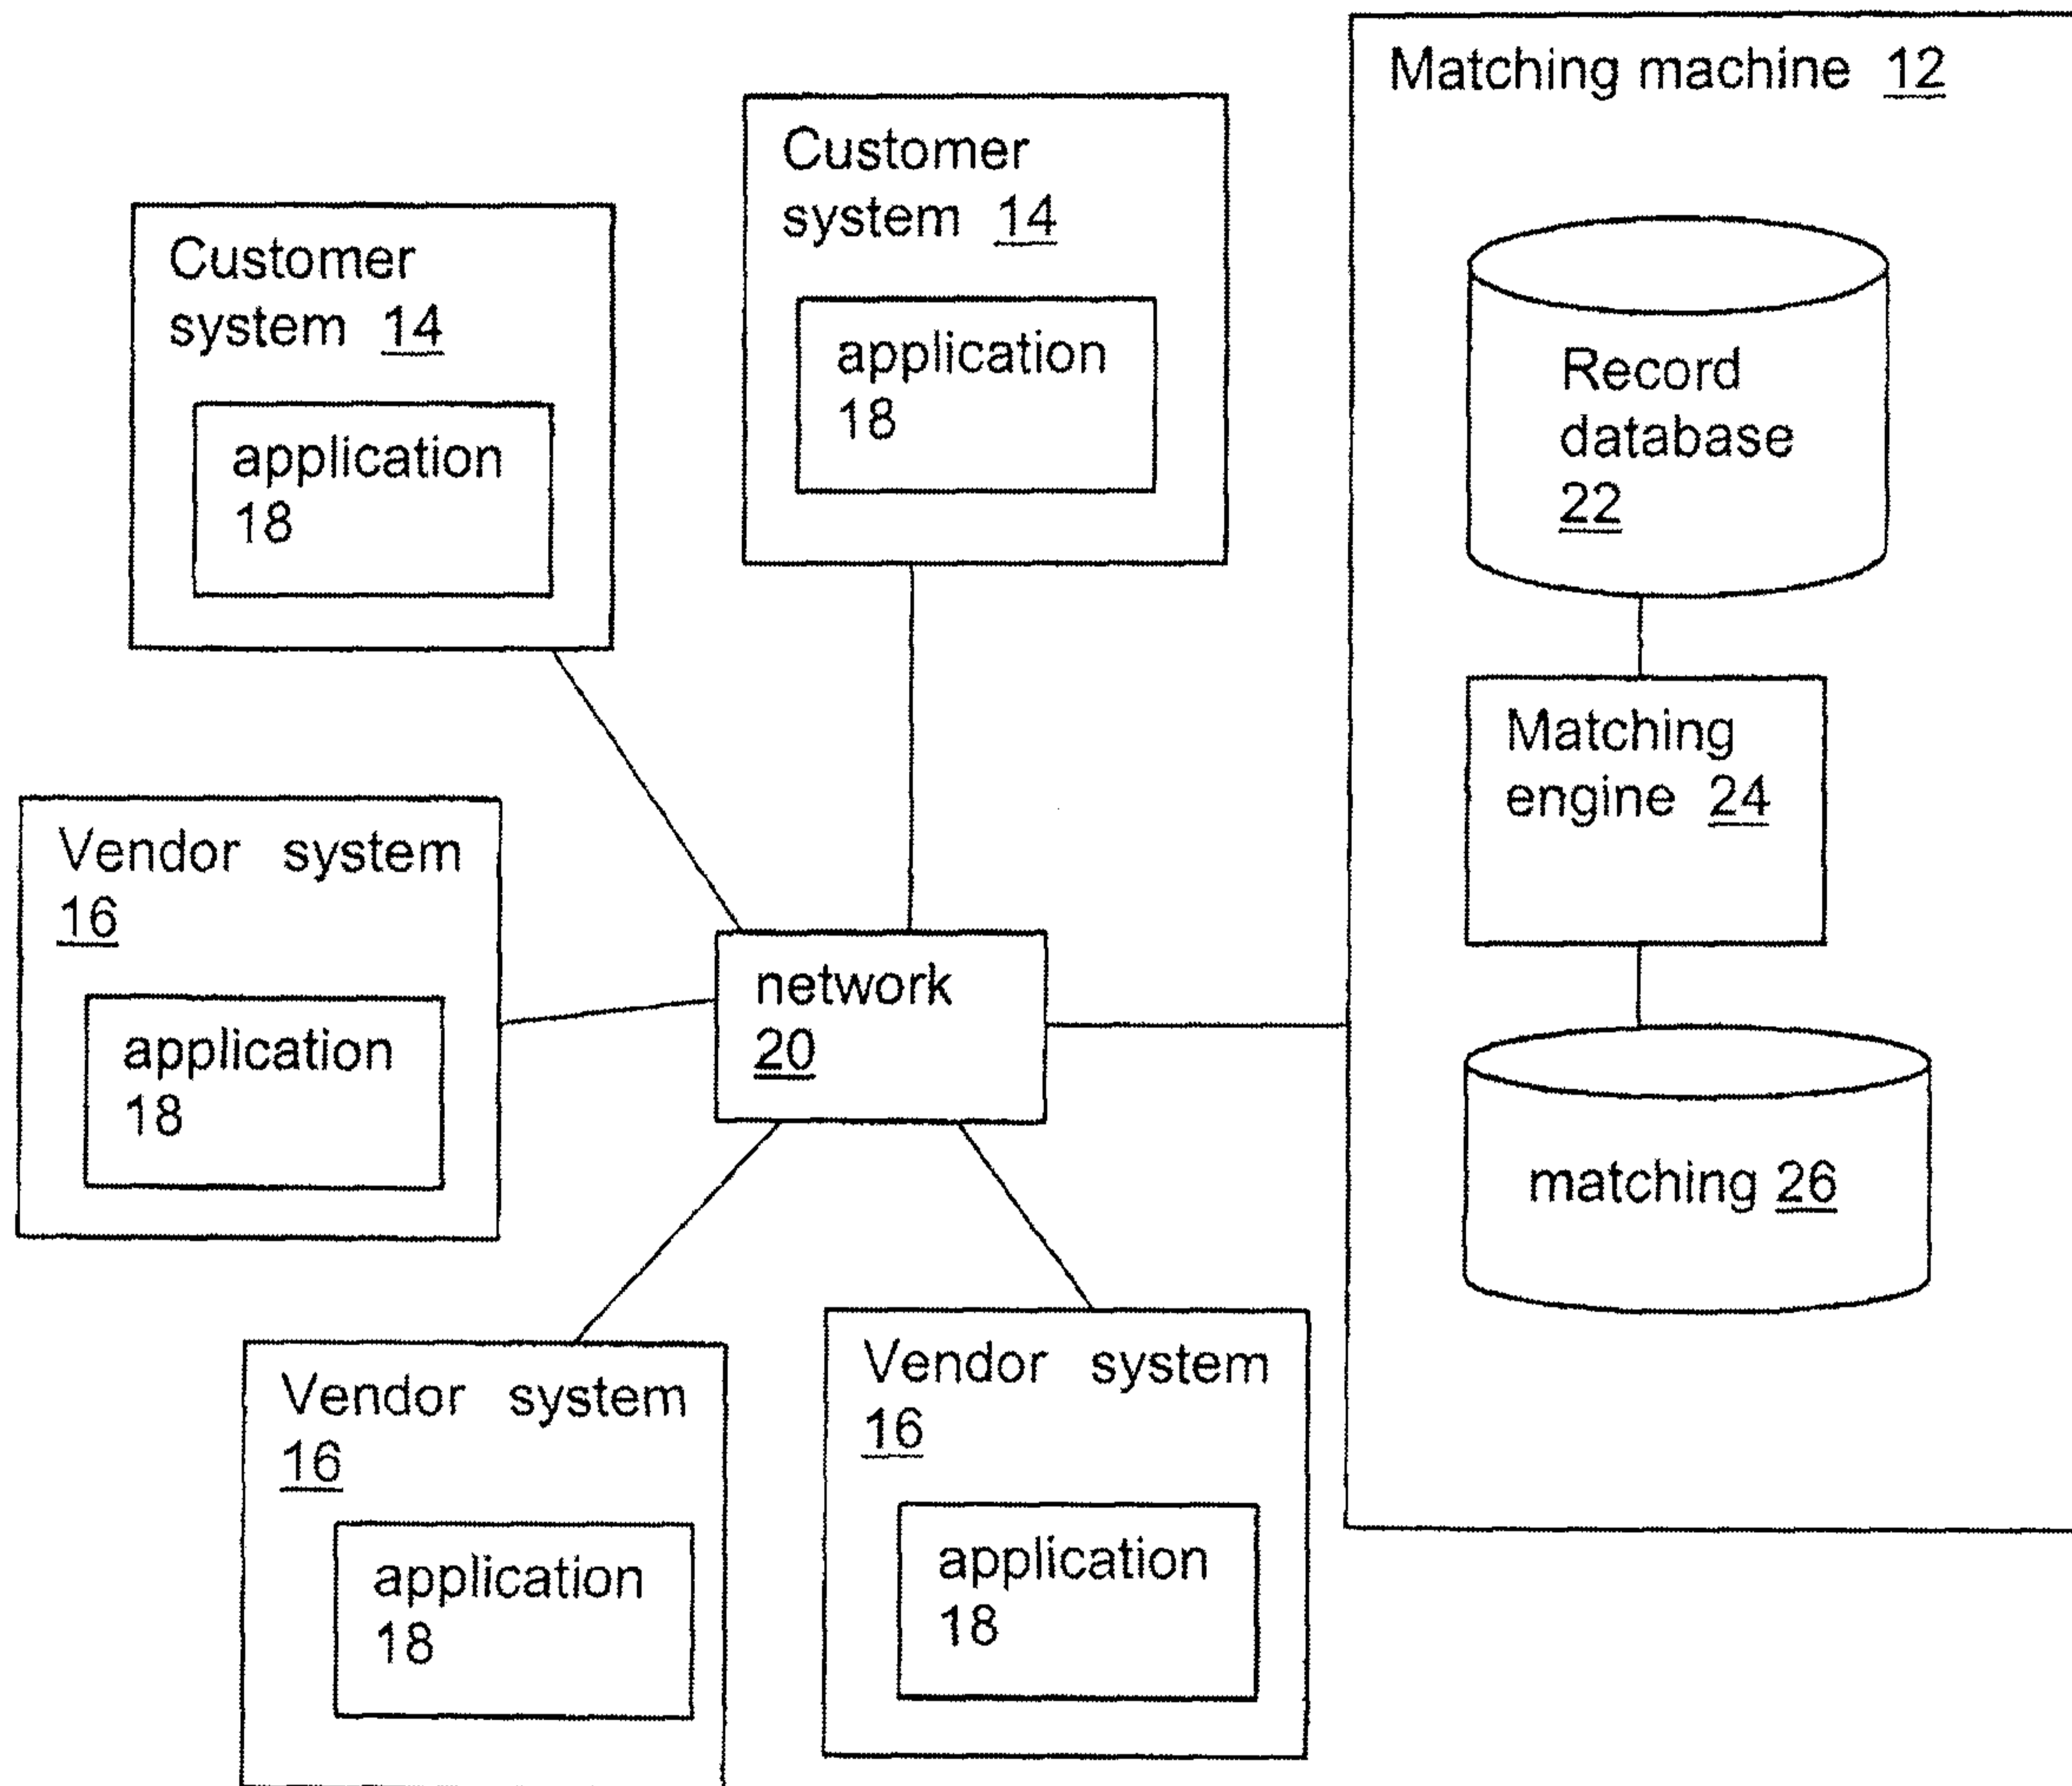 Matching machine 12
Customer
system 14
application
18
Customer
system 14
application
18
Record
database
22
Matching
engine 24
Vendor system
16
application
18
network
20
matching 26
Vendor system
16
application
18
Vendor system
16
application
18